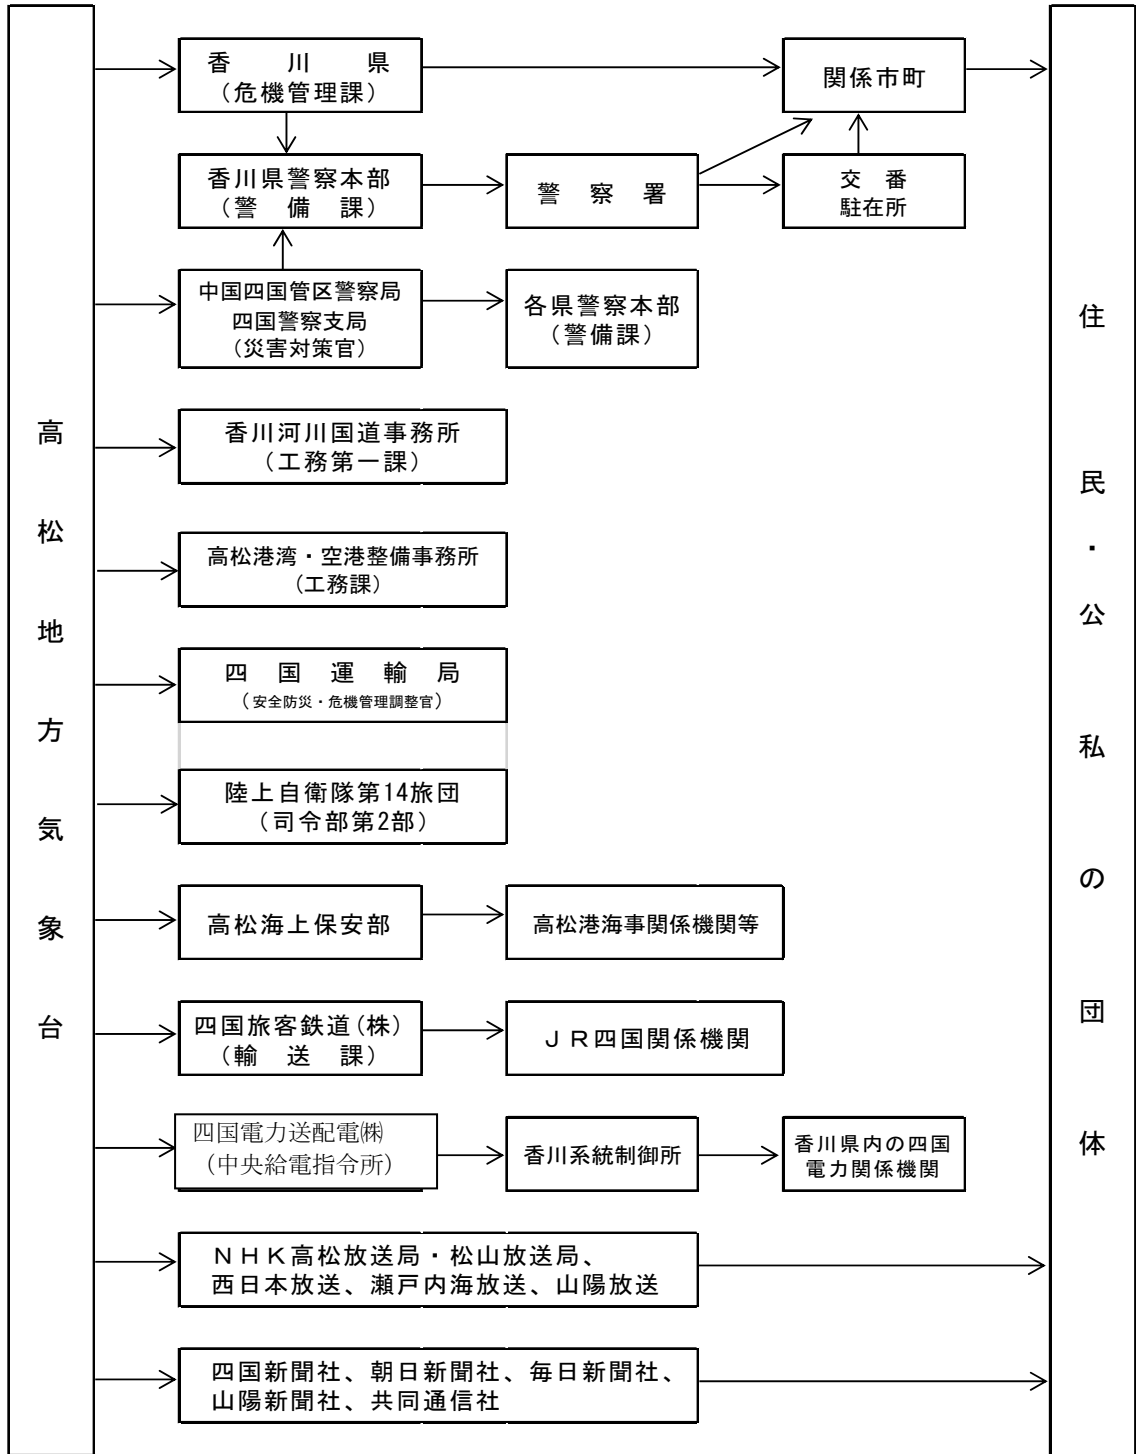 高松地方気象台
香川県
（危機管理課）
関係市町
香川県警察本部
（警備課）
警察署
交番
駐在所
中国四国管区警察局
四国警察支局
（災害対策官）
各県警察本部
（警備課）
香川河川国道事務所
（工務第一課）
高松港湾・空港整備事務所
（工務課）
四国運輸局
（安全防災・危機管理調整官）
陸上自衛隊第14旅団
（司令部第2部）
高松海上保安部
高松港海事関係機関等
四国旅客鉄道(株)
（輸送課）
ＪＲ四国関係機関
四国電力送配電㈱
（中央給電指令所）
香川系統制御所
香川県内の四国
電力関係機関
ＮＨＫ高松放送局・松山放送局、
西日本放送、瀬戸内海放送、山陽放送
四国新聞社、朝日新聞社、毎日新聞社、
山陽新聞社、共同通信社
住民・公私の団体